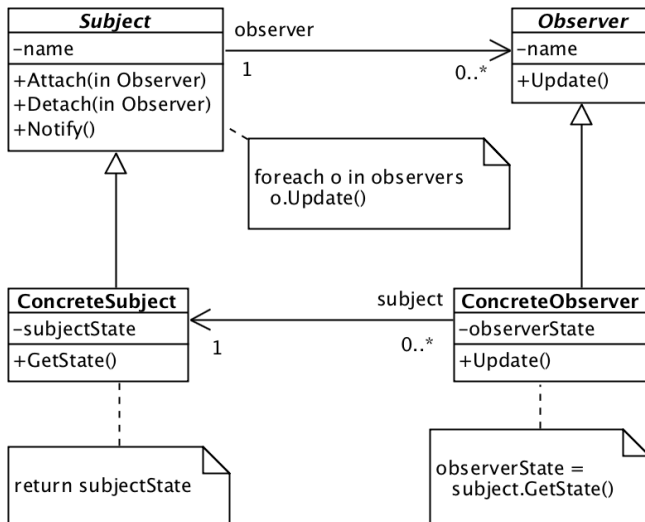 Subject
-name
+Attach(in Observer)
+Detach(in Observer)
+Notify()
observer
1
0..*
Observer
-name
+Update()
foreach o in observers
o.Update()
ConcreteSubject
-subjectState
+GetState()
subject
1
0..*
ConcreteObserver
-observerState
+Update()
return subjectState
observerState =
subject.GetState()